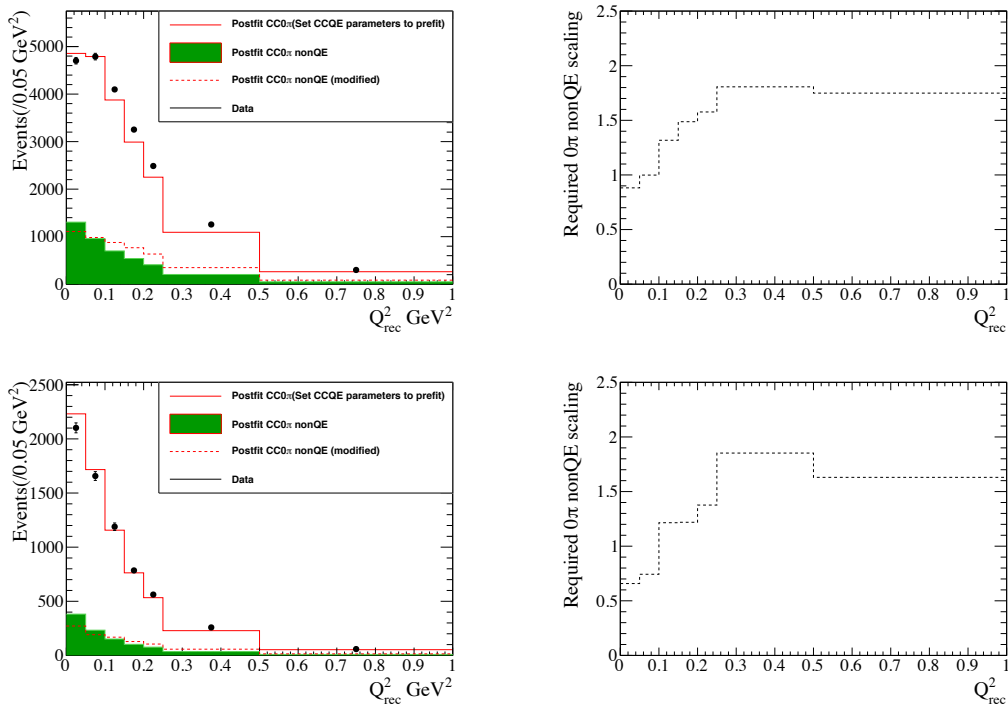 Events(/0.05 GeV²)
5000
4000
3000
2000
1000
0
Postfit CC0π(Set CCQE parameters to prefit)
Postfit CC0π nonQE
Postfit CC0π nonQE (modified)
Data
0 0.1 0.2 0.3 0.4 0.5 0.6 0.7 0.8 0.9 1
Q²rec GeV²
Required 0π nonQE scaling
2.5
2
1.5
1
0.5
0
0 0.1 0.2 0.3 0.4 0.5 0.6 0.7 0.8 0.9 1
Q²rec
Events(/0.05 GeV²)
2500
2000
1500
1000
500
0
Postfit CC0π(Set CCQE parameters to prefit)
Postfit CC0π nonQE
Postfit CC0π nonQE (modified)
Data
0 0.1 0.2 0.3 0.4 0.5 0.6 0.7 0.8 0.9 1
Q²rec GeV²
Required 0π nonQE scaling
2.5
2
1.5
1
0.5
0
0 0.1 0.2 0.3 0.4 0.5 0.6 0.7 0.8 0.9 1
Q²rec